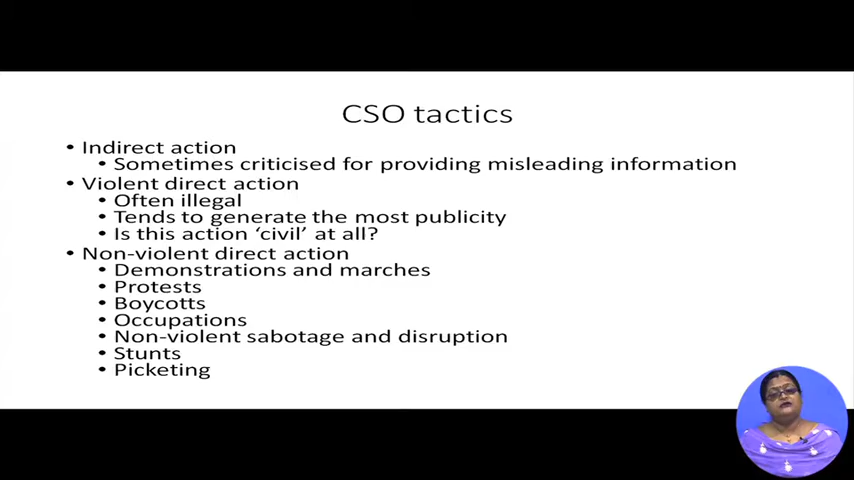 CSO tactics
• Indirect action
• Sometimes criticised for providing misleading information
• Violent direct action
• Often illegal
• Tends to generate the most publicity
• Is this action ‘civil’ at all?
• Non-violent direct action
• Demonstrations and marches
• Protests
• Boycotts
• Occupations
• Non-violent sabotage and disruption
• Stunts
• Picketing